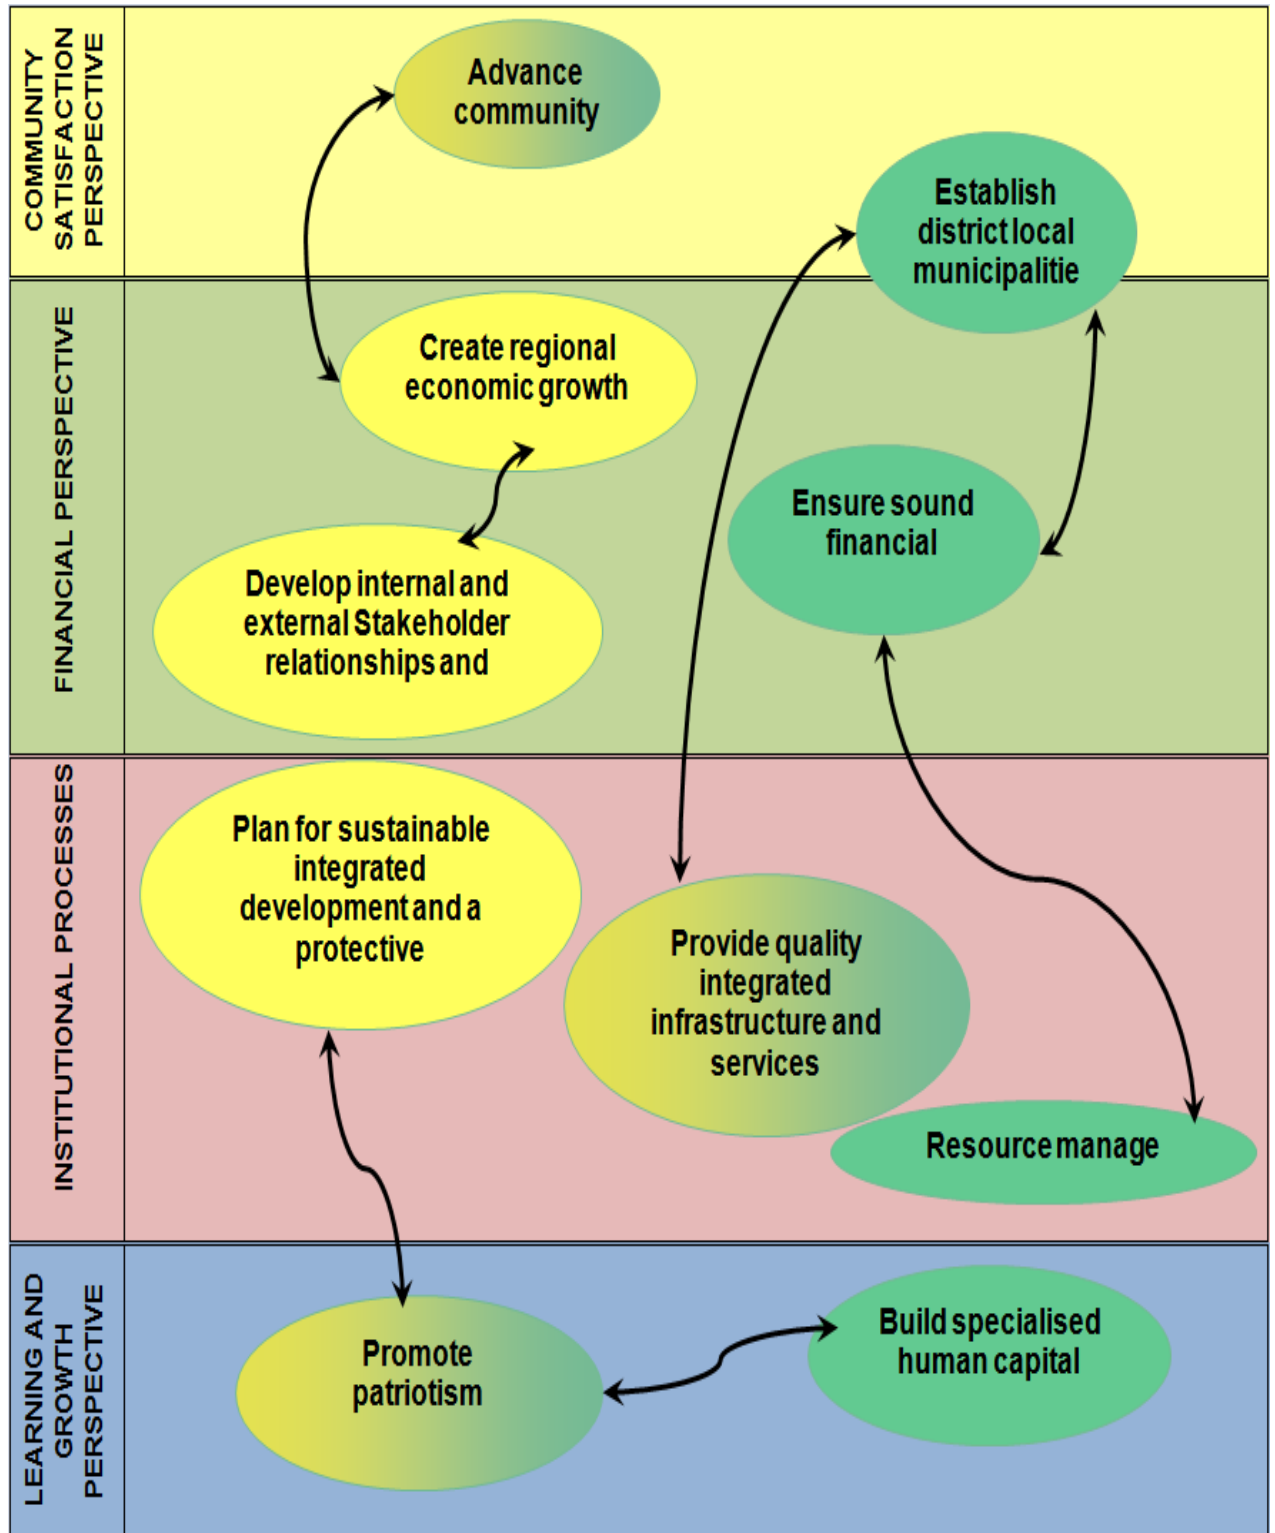 COMMUNITY
SATISFACTION
PERSPECTIVE
Advance
community
Establish
district local
municipalitie
FINANCIAL PERSPECTIVE
Create regional
economic growth
Ensure sound
financial
Develop internal and
external Stakeholder
relationships and
INSTITUTIONAL PROCESSES
Plan for sustainable
integrated
development and a
protective
Provide quality
integrated
infrastructure and
services
Resource manage
LEARNING AND
GROWTH
PERSPECTIVE
Promote
patriotism
Build specialised
human capital